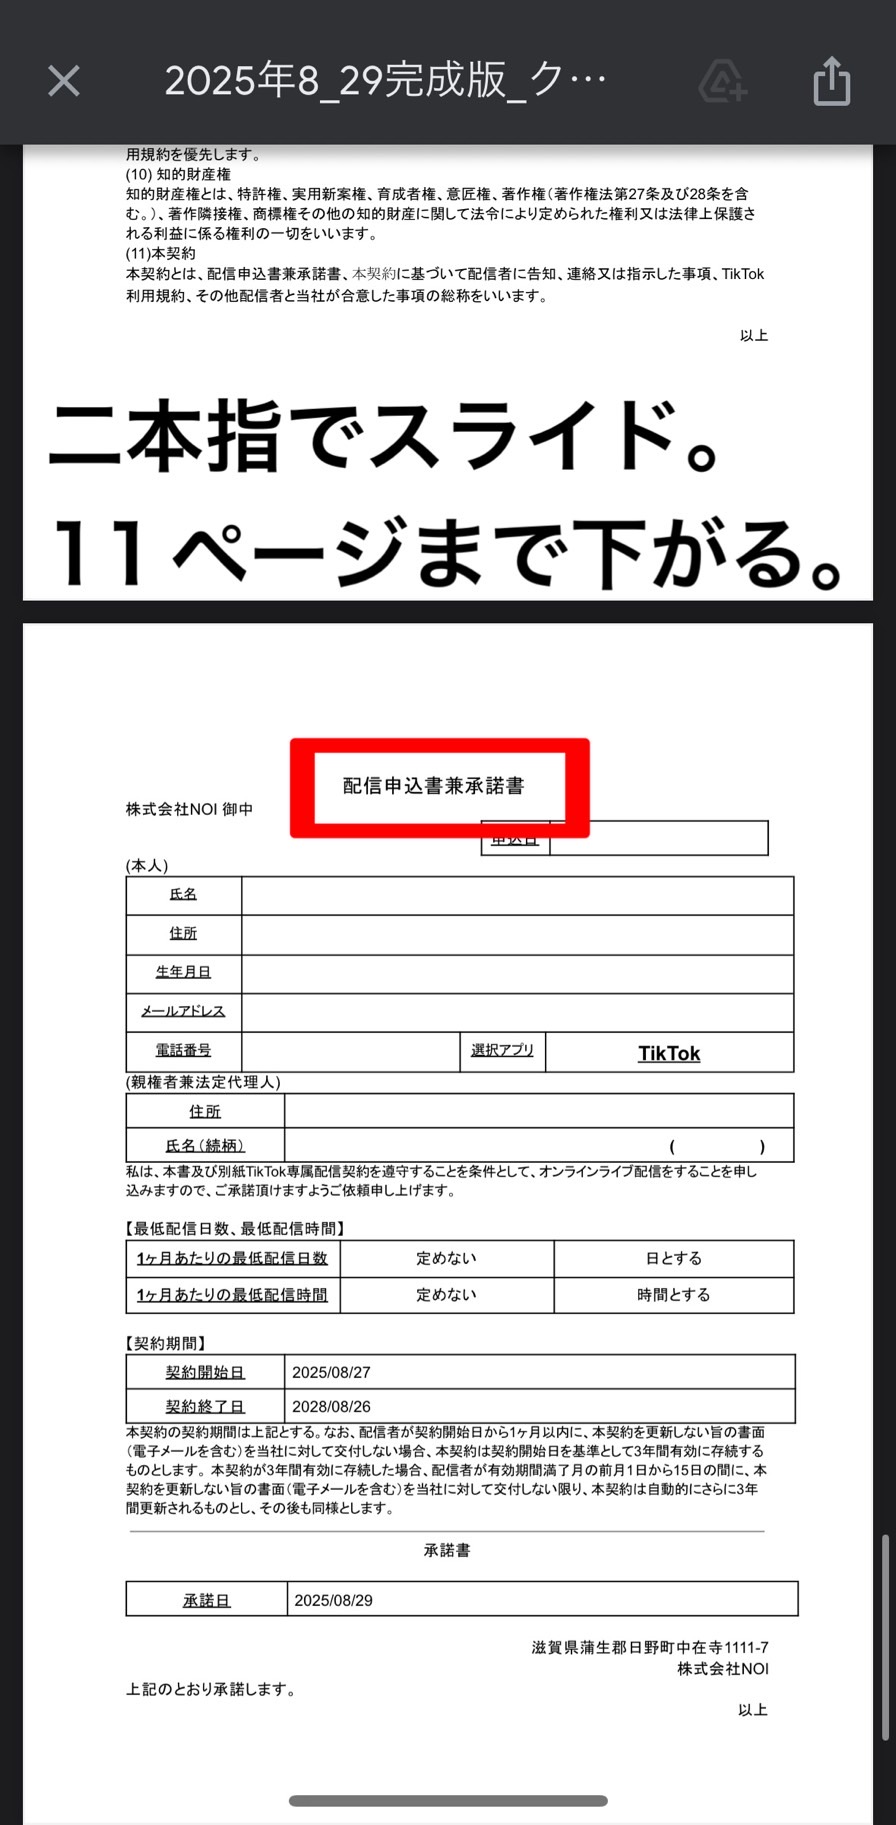 2025年8_29完成版_ク…
用規約を優先します。
(10) 知的財産権
知的財産権とは、特許権、実用新案権、育成者権、意匠権、著作権（著作権法第27条及び28条を含
む。）、著作隣接権、商標権その他の知的財産に関して法令により定められた権利又は法律上保護さ
れる利益に係る権利の一切をいいます。
(11)本契約
本契約とは、配信申込書兼承諾書、本契約に基づいて配信者に告知、連絡又は指示した事項、TikTok
利用規約、その他配信者と当社が合意した事項の総称をいいます。
以上
二本指でスライド。
11ページまで下がる。
配信申込書兼承諾書
株式会社NOI 御中
申込日
(本人)
氏名
住所
生年月日
メールアドレス
電話番号 選択アプリ TikTok
(親権者兼法定代理人)
住所
氏名（続柄） ( )
私は、本書及び別紙TikTok専属配信契約を遵守することを条件として、オンラインライブ配信をすることを申し
込みますので、ご承諾頂けますようご依頼申し上げます。
【最低配信日数、最低配信時間】
1ヶ月あたりの最低配信日数 定めない 日とする
1ヶ月あたりの最低配信時間 定めない 時間とする
【契約期間】
契約開始日 2025/08/27
契約終了日 2028/08/26
本契約の契約期間は上記とする。なお、配信者が契約開始日から1ヶ月以内に、本契約を更新しない旨の書面
（電子メールを含む）を当社に対して交付しない場合、本契約は契約開始日を基準として3年間有効に存続する
ものとします。本契約が3年間有効に存続した場合、配信者が有効期間満了月の前月1日から15日の間に、本
契約を更新しない旨の書面（電子メールを含む）を当社に対して交付しない限り、本契約は自動的にさらに3年
間更新されるものとし、その後も同様とします。
承諾書
承諾日 2025/08/29
滋賀県蒲生郡日野町中在寺1111-7
株式会社NOI
上記のとおり承諾します。
以上